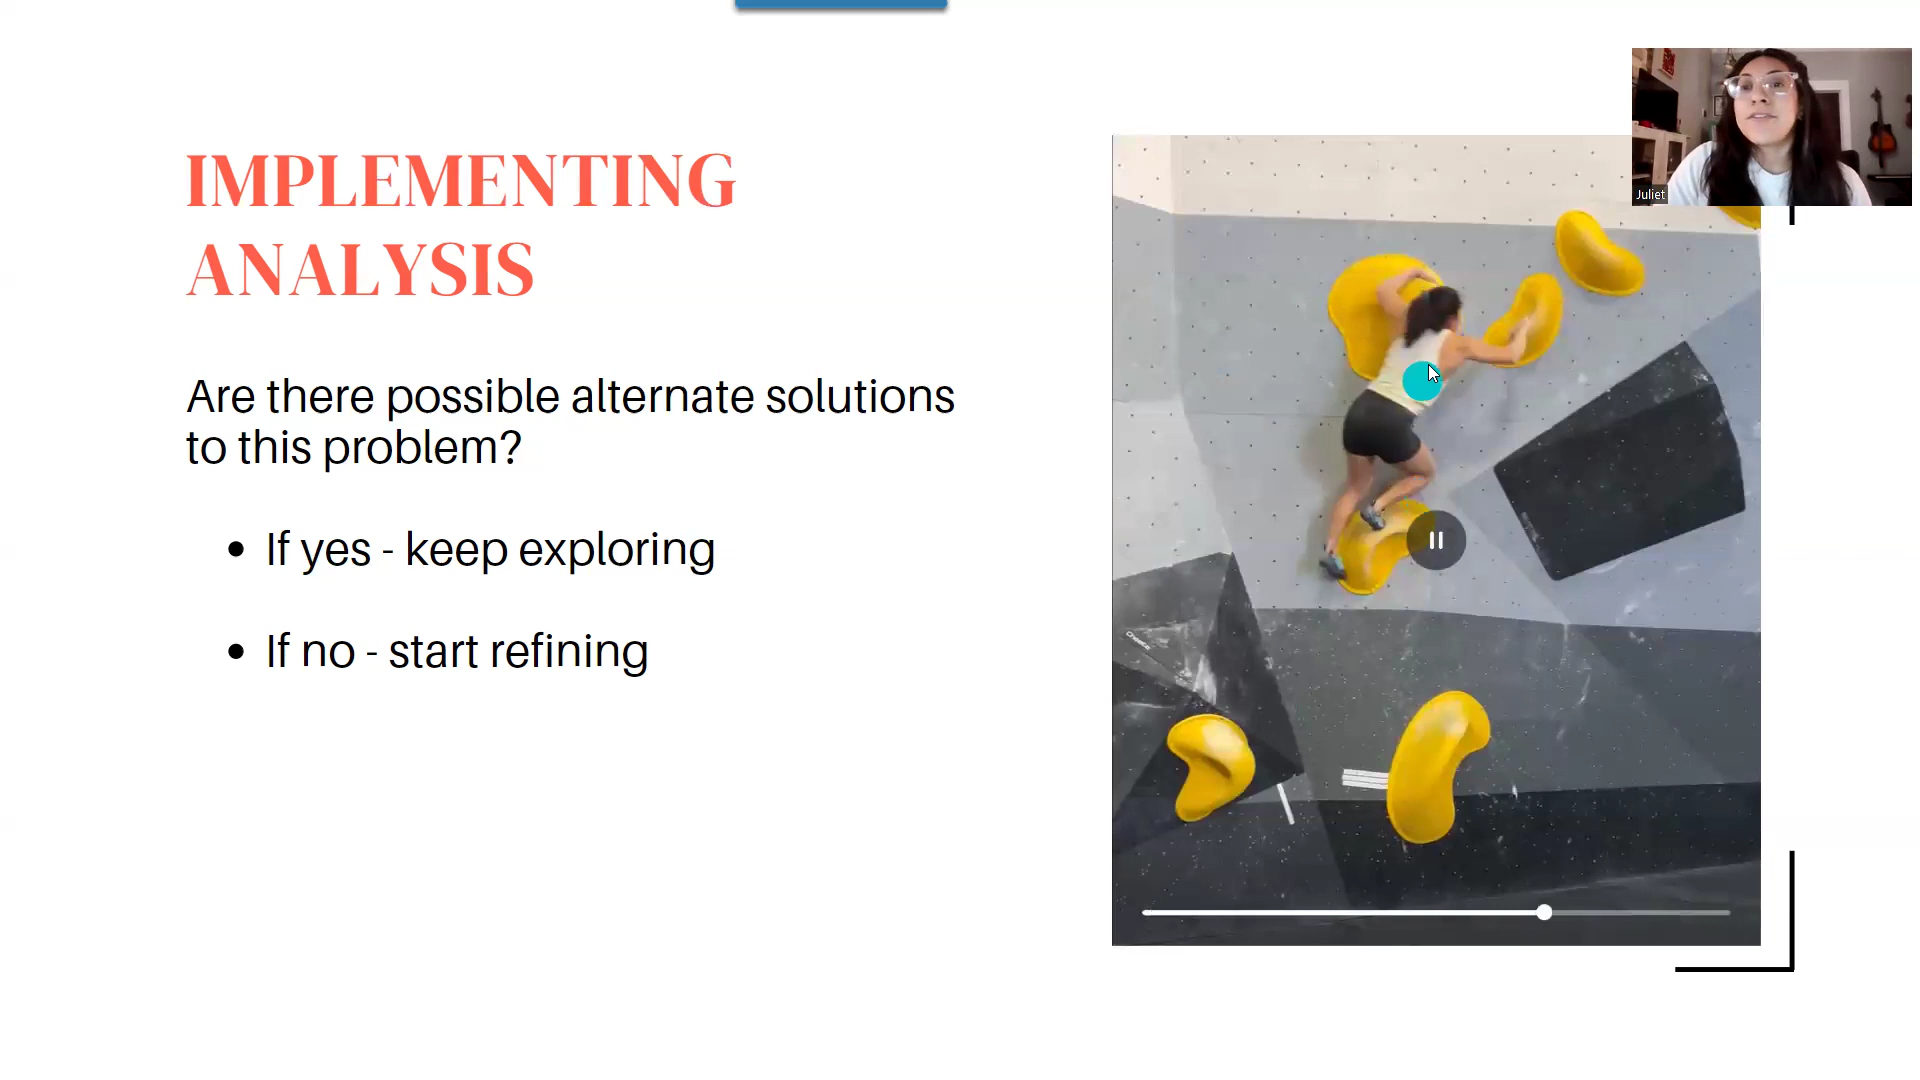 IMPLEMENTING
ANALYSIS
Are there possible alternate solutions
to this problem?
If yes - keep exploring
If no - start refining
Juliet